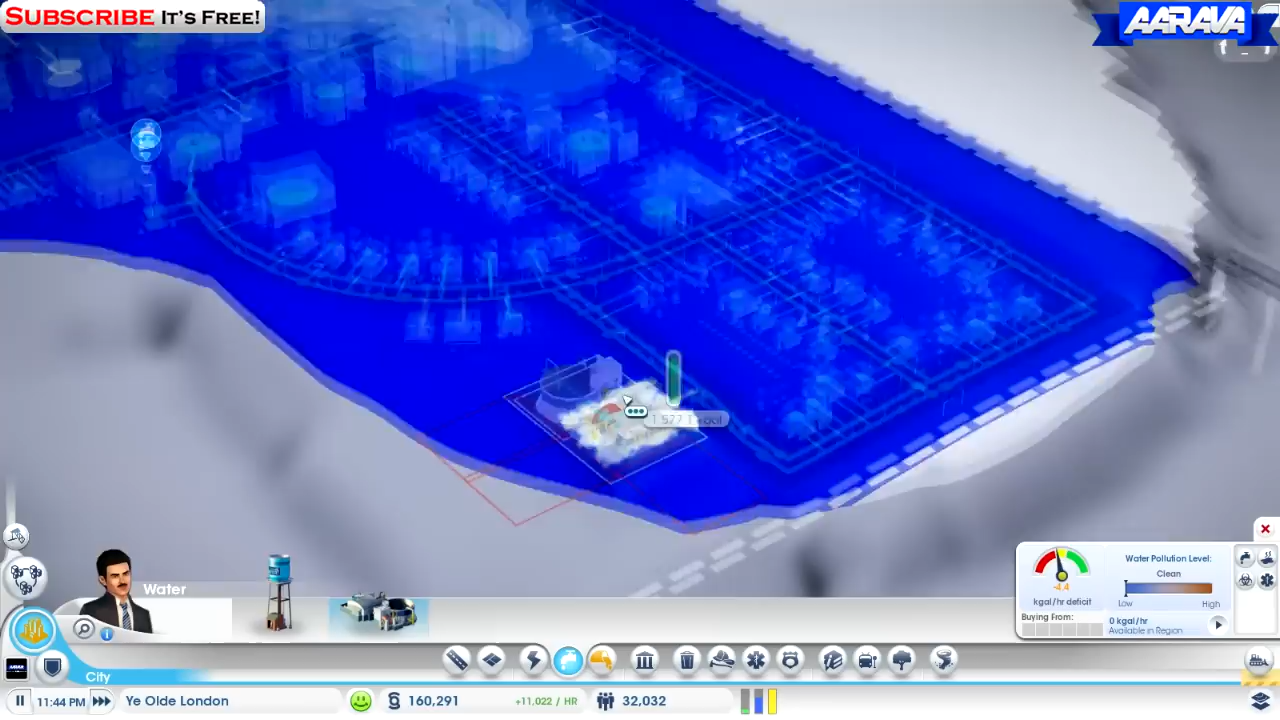 SUBSCRIBE IT'S FREE!
AARAVA
Water
Water Pollution Level:
Clean
-4.4
kgal/hr deficit
Low High
Buying From:
0 kgal/hr
Available in Region
City
11:44 PM
Ye Olde London
160,291
+11,022 / HR
32,032